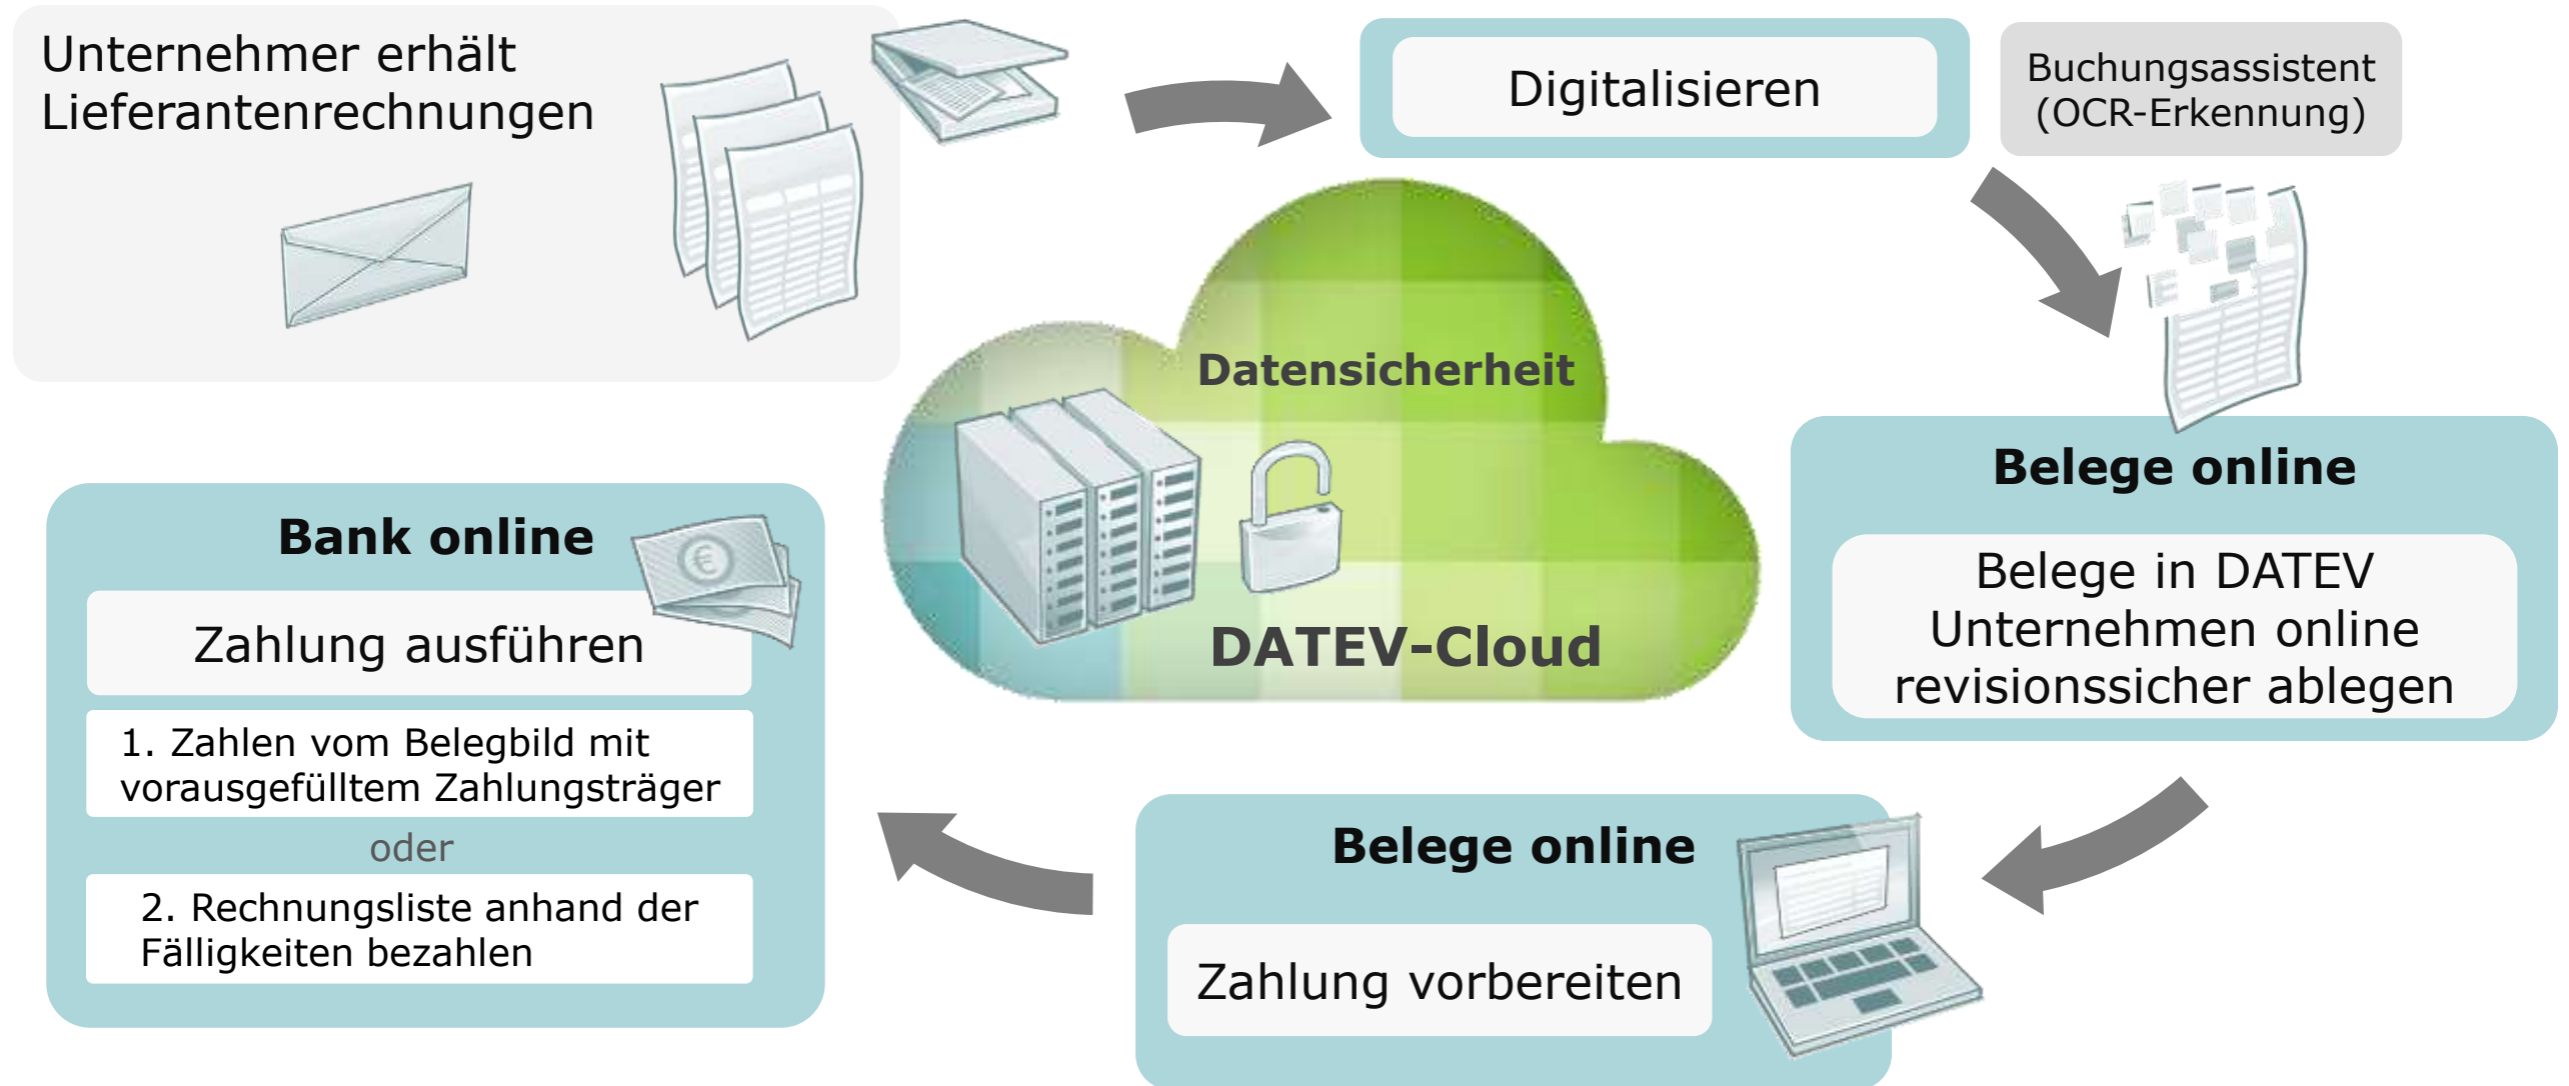 Unternehmer erhält
Lieferantenrechnungen
Digitalisieren
Buchungsassistent
(OCR-Erkennung)
Datensicherheit
DATEV-Cloud
Belege online
Belege in DATEV
Unternehmen online
revisionssicher ablegen
Belege online
Zahlung vorbereiten
Bank online
€
Zahlung ausführen
1. Zahlen vom Belegbild mit
vorausgefülltem Zahlungsträger
oder
2. Rechnungsliste anhand der
Fälligkeiten bezahlen